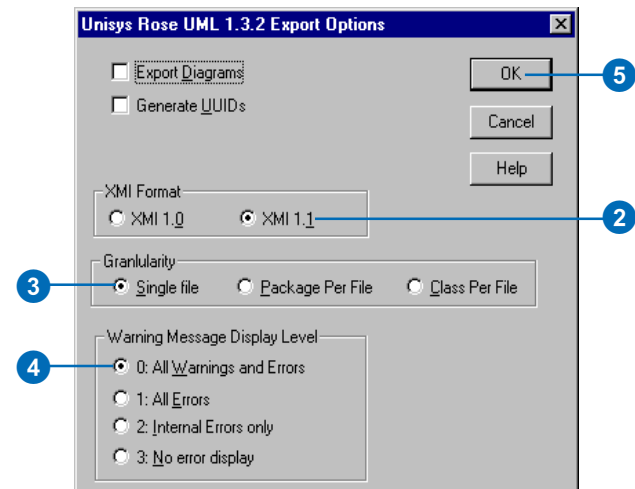 Unisys Rose UML 1.3.2 Export Options
Export Diagrams
OK
5
Generate UUIDs
Cancel
Help
XMI Format
XMI 1.0 XMI 1.1
2
Granlularity
3
Single file Package Per File Class Per File
Warning Message Display Level
4
0: All Warnings and Errors
1: All Errors
2: Internal Errors only
3: No error display